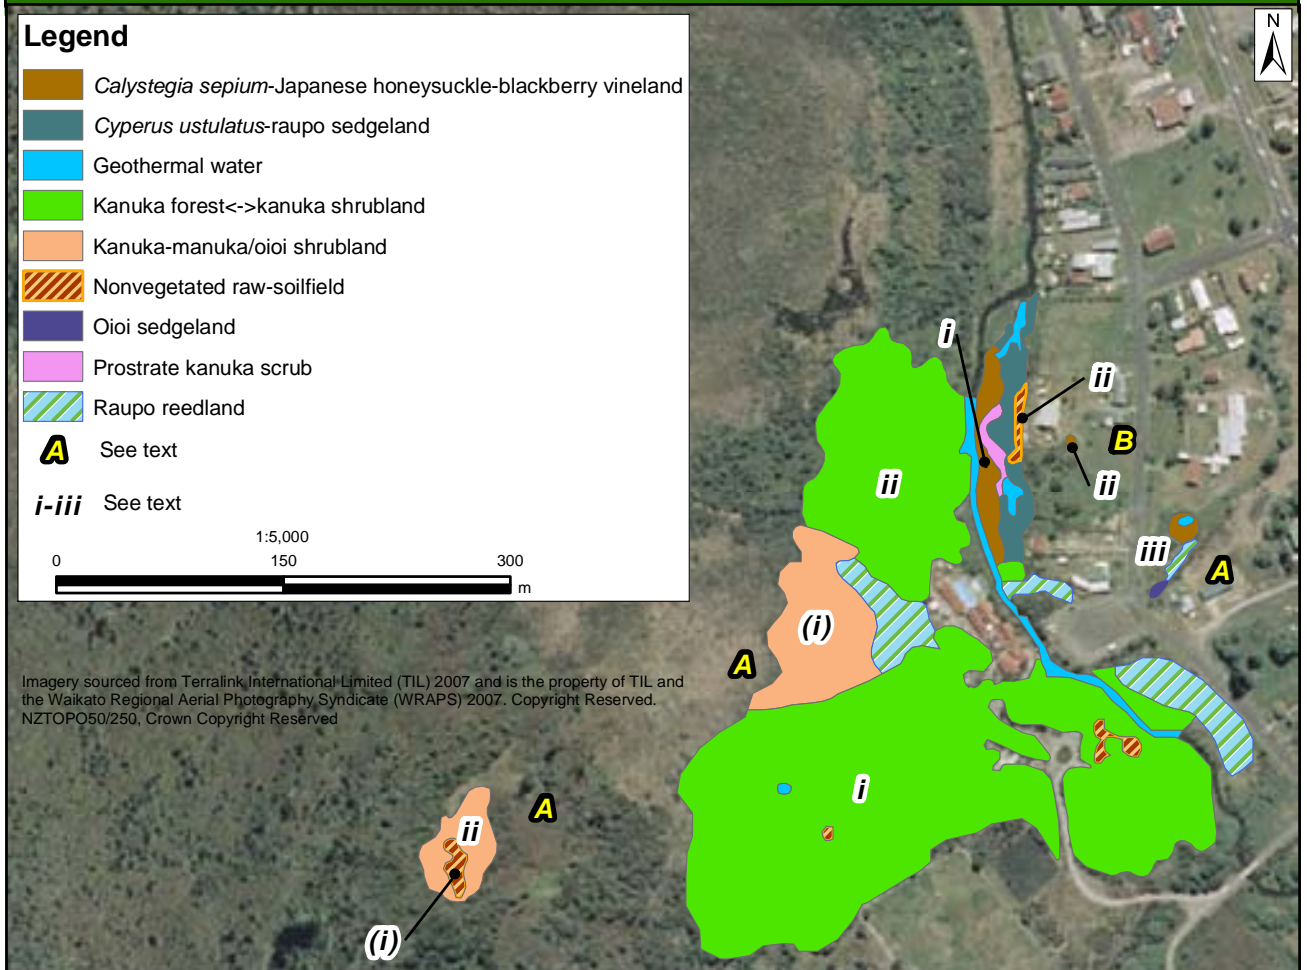 Legend
Calystegia sepium-Japanese honeysuckle-blackberry vineland
Cyperus ustulatus-raupo sedgeland
Geothermal water
Kanuka forest<->kanuka shrubland
Kanuka-manuka/oioi shrubland
Nonvegetated raw-soilfield
Oioi sedgeland
Prostrate kanuka scrub
Raupo reedland
A See text
i-iii See text
1:5,000
0 150 300
m
N
i
ii
B
ii
ii
iii
A
(i)
A
Imagery sourced from Terralink International Limited (TIL) 2007 and is the property of TIL and
the Waikato Regional Aerial Photography Syndicate (WRAPS) 2007. Copyright Reserved.
NZTOPO50/250, Crown Copyright Reserved
i
A
ii
(i)